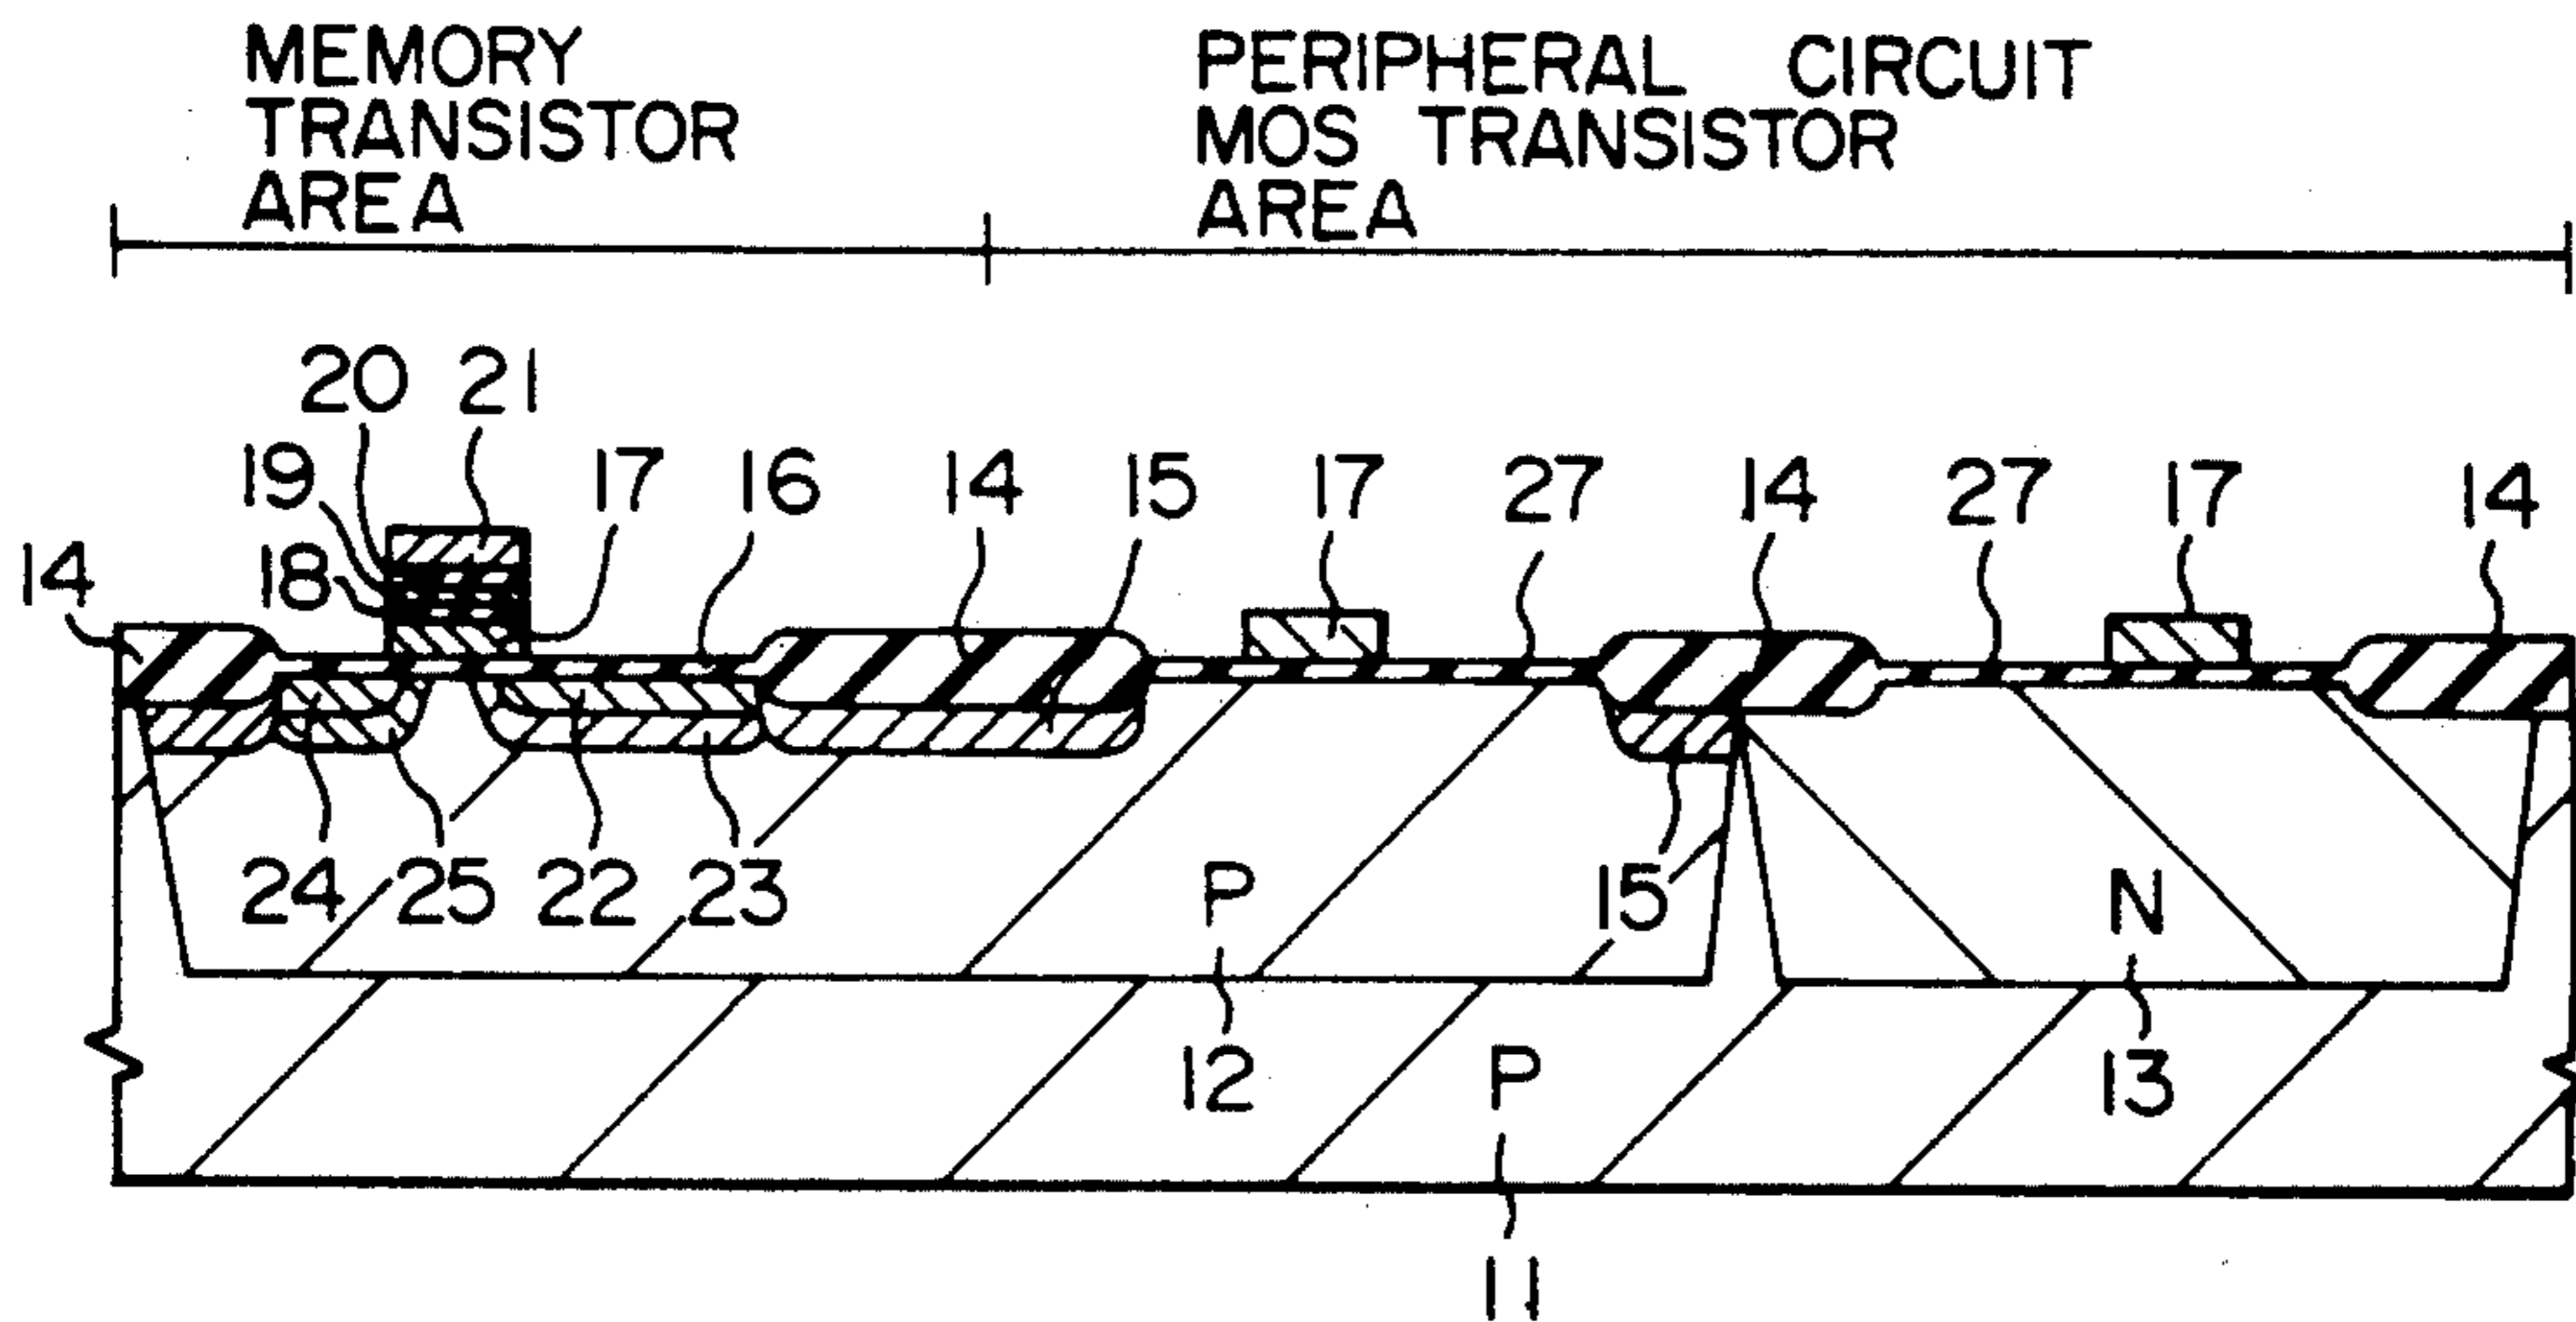 MEMORY
TRANSISTOR
AREA
PERIPHERAL CIRCUIT
MOS TRANSISTOR
AREA
20 21
19 17 16 14 15 17 27 14 27 17 14
14 18
24 25 22 23 P 15 N
12 P 13
11